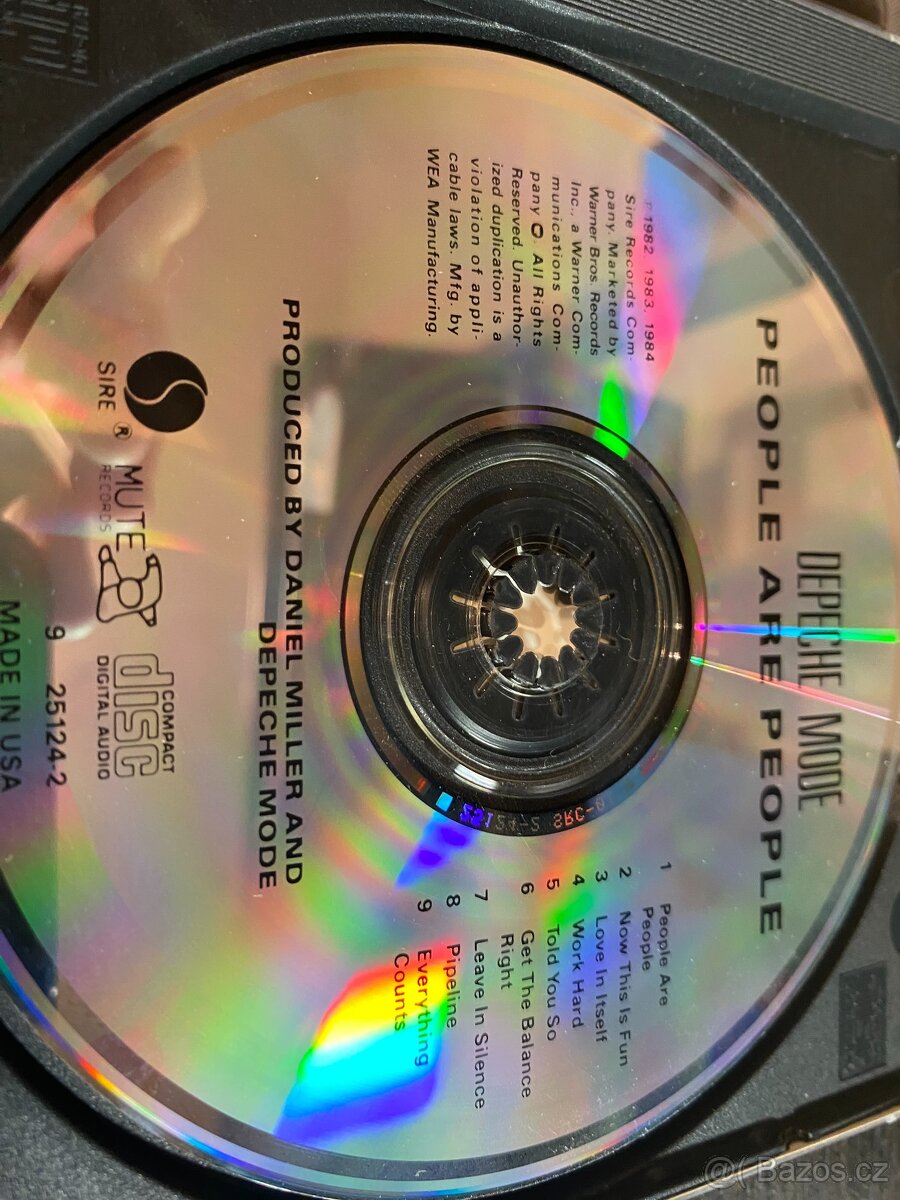 DEPECHE MODE
PEOPLE ARE PEOPLE
℗ 1982, 1983, 1984
Sire Records Com-
pany. Marketed by
Warner Bros. Records
Inc., a Warner Com-
munications Com-
pany. All Rights
Reserved. Unauthor-
ized duplication is a
violation of appli-
cable laws. Mfg. by
WEA Manufacturing.
1 People Are
People
2 Now This Is Fun
3 Love In Itself
4 Work Hard
5 Told You So
6 Get The Balance
Right
7 Leave In Silence
8 Pipeline
9 Everything
Counts
PRODUCED BY DANIEL MILLER AND
DEPECHE MODE
SIRE ®
MUTE
RECORDS
COMPACT
disc
DIGITAL AUDIO
9 25124-2
MADE IN USA
Bazos.cz